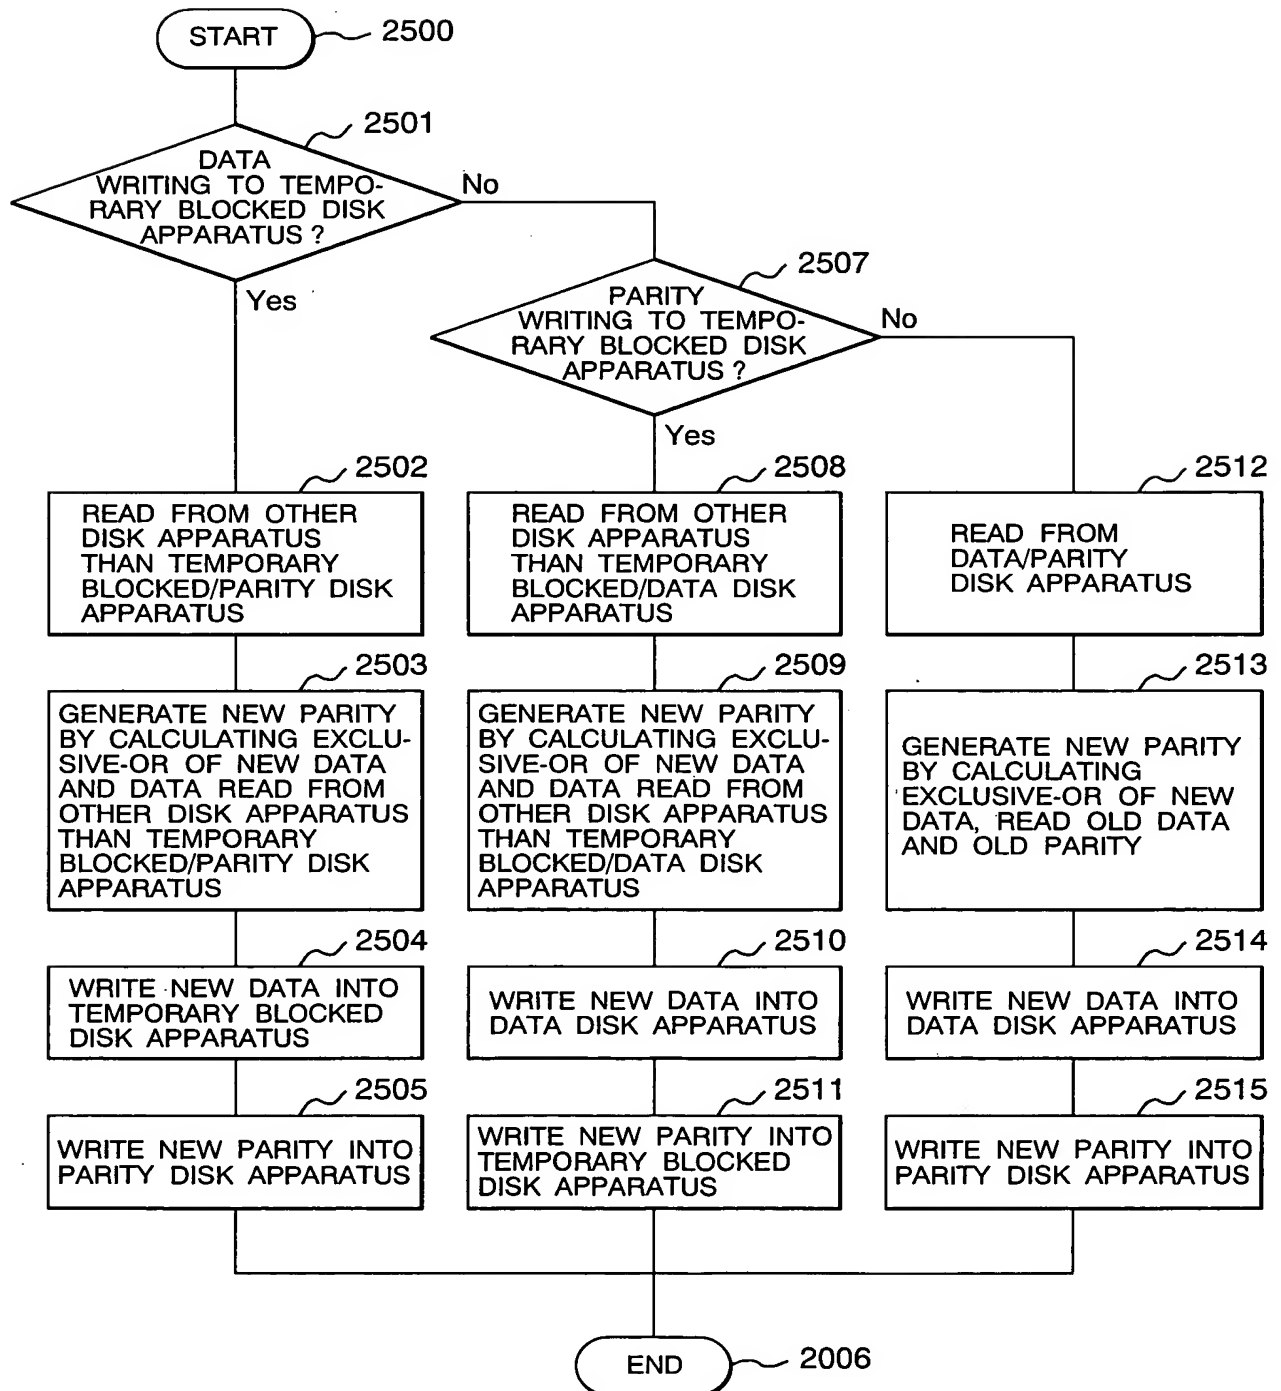 START
2500
2501
DATA
WRITING TO TEMPO-
RARY BLOCKED DISK
APPARATUS ?
No
Yes
2507
PARITY
WRITING TO TEMPO-
RARY BLOCKED DISK
APPARATUS ?
No
Yes
2502
READ FROM OTHER
DISK APPARATUS
THAN TEMPORARY
BLOCKED/PARITY DISK
APPARATUS
2508
READ FROM OTHER
DISK APPARATUS
THAN TEMPORARY
BLOCKED/DATA DISK
APPARATUS
2512
READ FROM
DATA/PARITY
DISK APPARATUS
2503
GENERATE NEW PARITY
BY CALCULATING EXCLU-
SIVE-OR OF NEW DATA
AND DATA READ FROM
OTHER DISK APPARATUS
THAN TEMPORARY
BLOCKED/PARITY DISK
APPARATUS
2509
GENERATE NEW PARITY
BY CALCULATING EXCLU-
SIVE-OR OF NEW DATA
AND DATA READ FROM
OTHER DISK APPARATUS
THAN TEMPORARY
BLOCKED/DATA DISK
APPARATUS
2513
GENERATE NEW PARITY
BY CALCULATING
EXCLUSIVE-OR OF NEW
DATA, READ OLD DATA
AND OLD PARITY
2504
WRITE NEW DATA INTO
TEMPORARY BLOCKED
DISK APPARATUS
2510
WRITE NEW DATA INTO
DATA DISK APPARATUS
2514
WRITE NEW DATA INTO
DATA DISK APPARATUS
2505
WRITE NEW PARITY INTO
PARITY DISK APPARATUS
2511
WRITE NEW PARITY INTO
TEMPORARY BLOCKED
DISK APPARATUS
2515
WRITE NEW PARITY INTO
PARITY DISK APPARATUS
END
2006